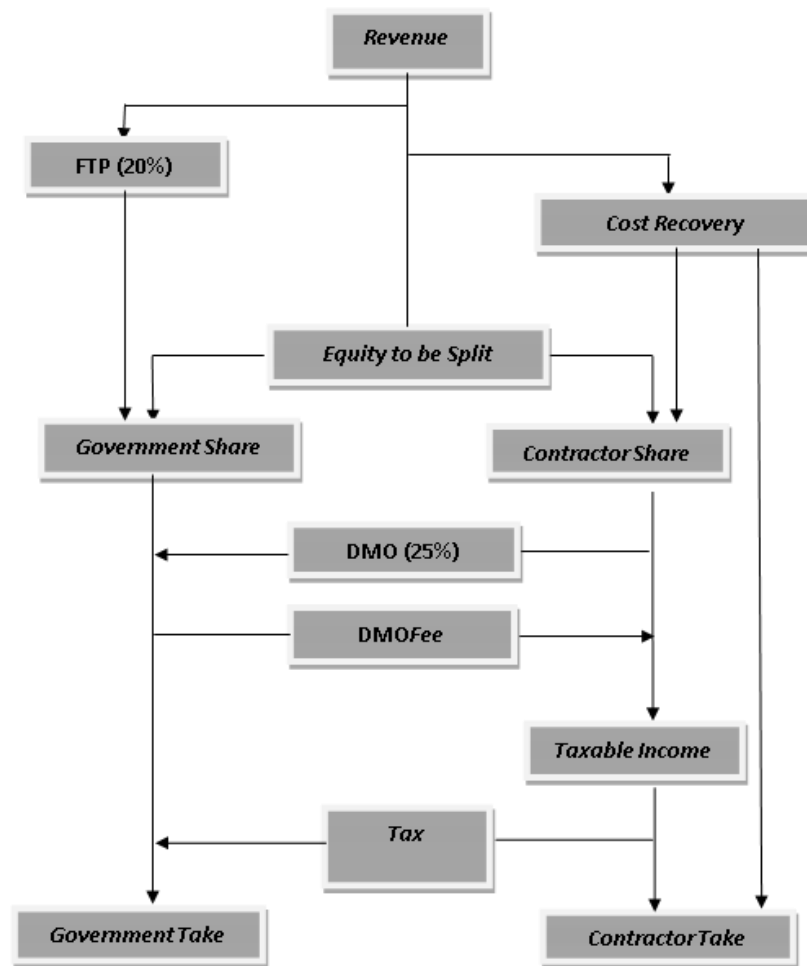 Revenue
FTP (20%)
Cost Recovery
Equity to be Split
Government Share
Contractor Share
DMO (25%)
DMOFee
Taxable Income
Tax
Government Take
Contractor Take